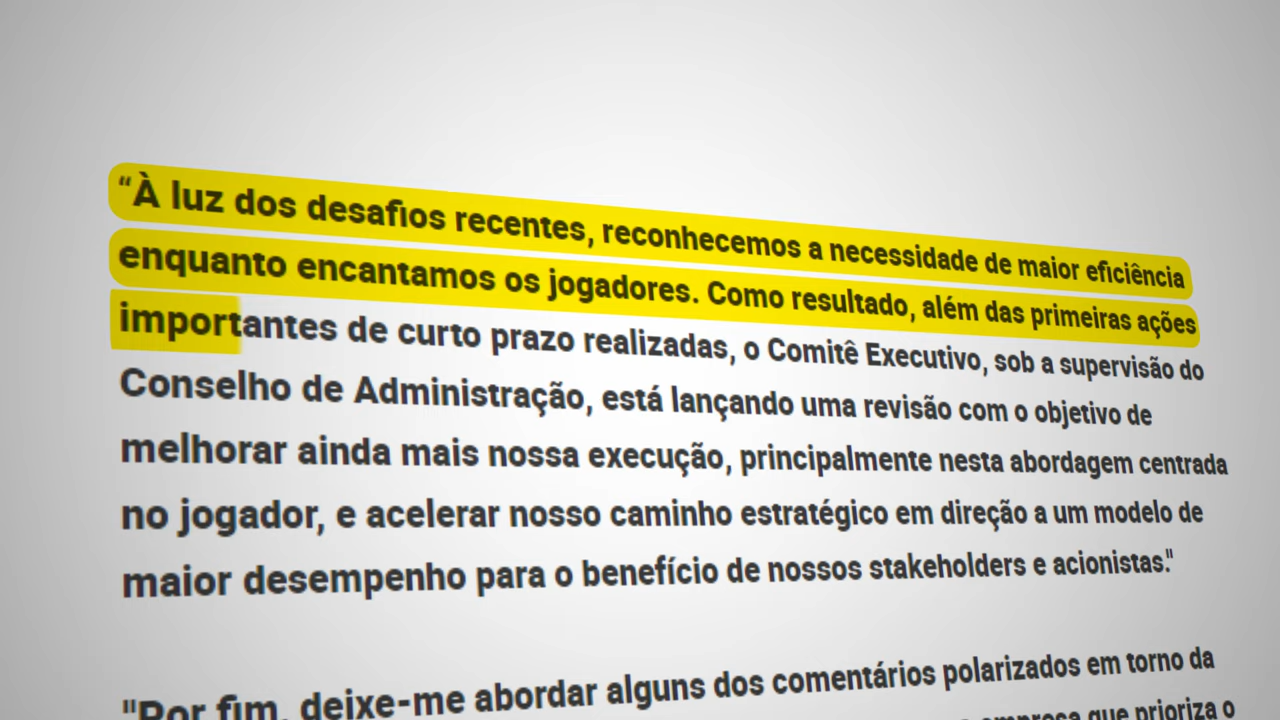 “À luz dos desafios recentes, reconhecemos a necessidade de maior eficiência
enquanto encantamos os jogadores. Como resultado, além das primeiras ações
importantes de curto prazo realizadas, o Comitê Executivo, sob a supervisão do
Conselho de Administração, está lançando uma revisão com o objetivo de
melhorar ainda mais nossa execução, principalmente nesta abordagem centrada
no jogador, e acelerar nosso caminho estratégico em direção a um modelo de
maior desempenho para o benefício de nossos stakeholders e acionistas."
"Por fim, deixe-me abordar alguns dos comentários polarizados em torno da
empresa que prioriza o